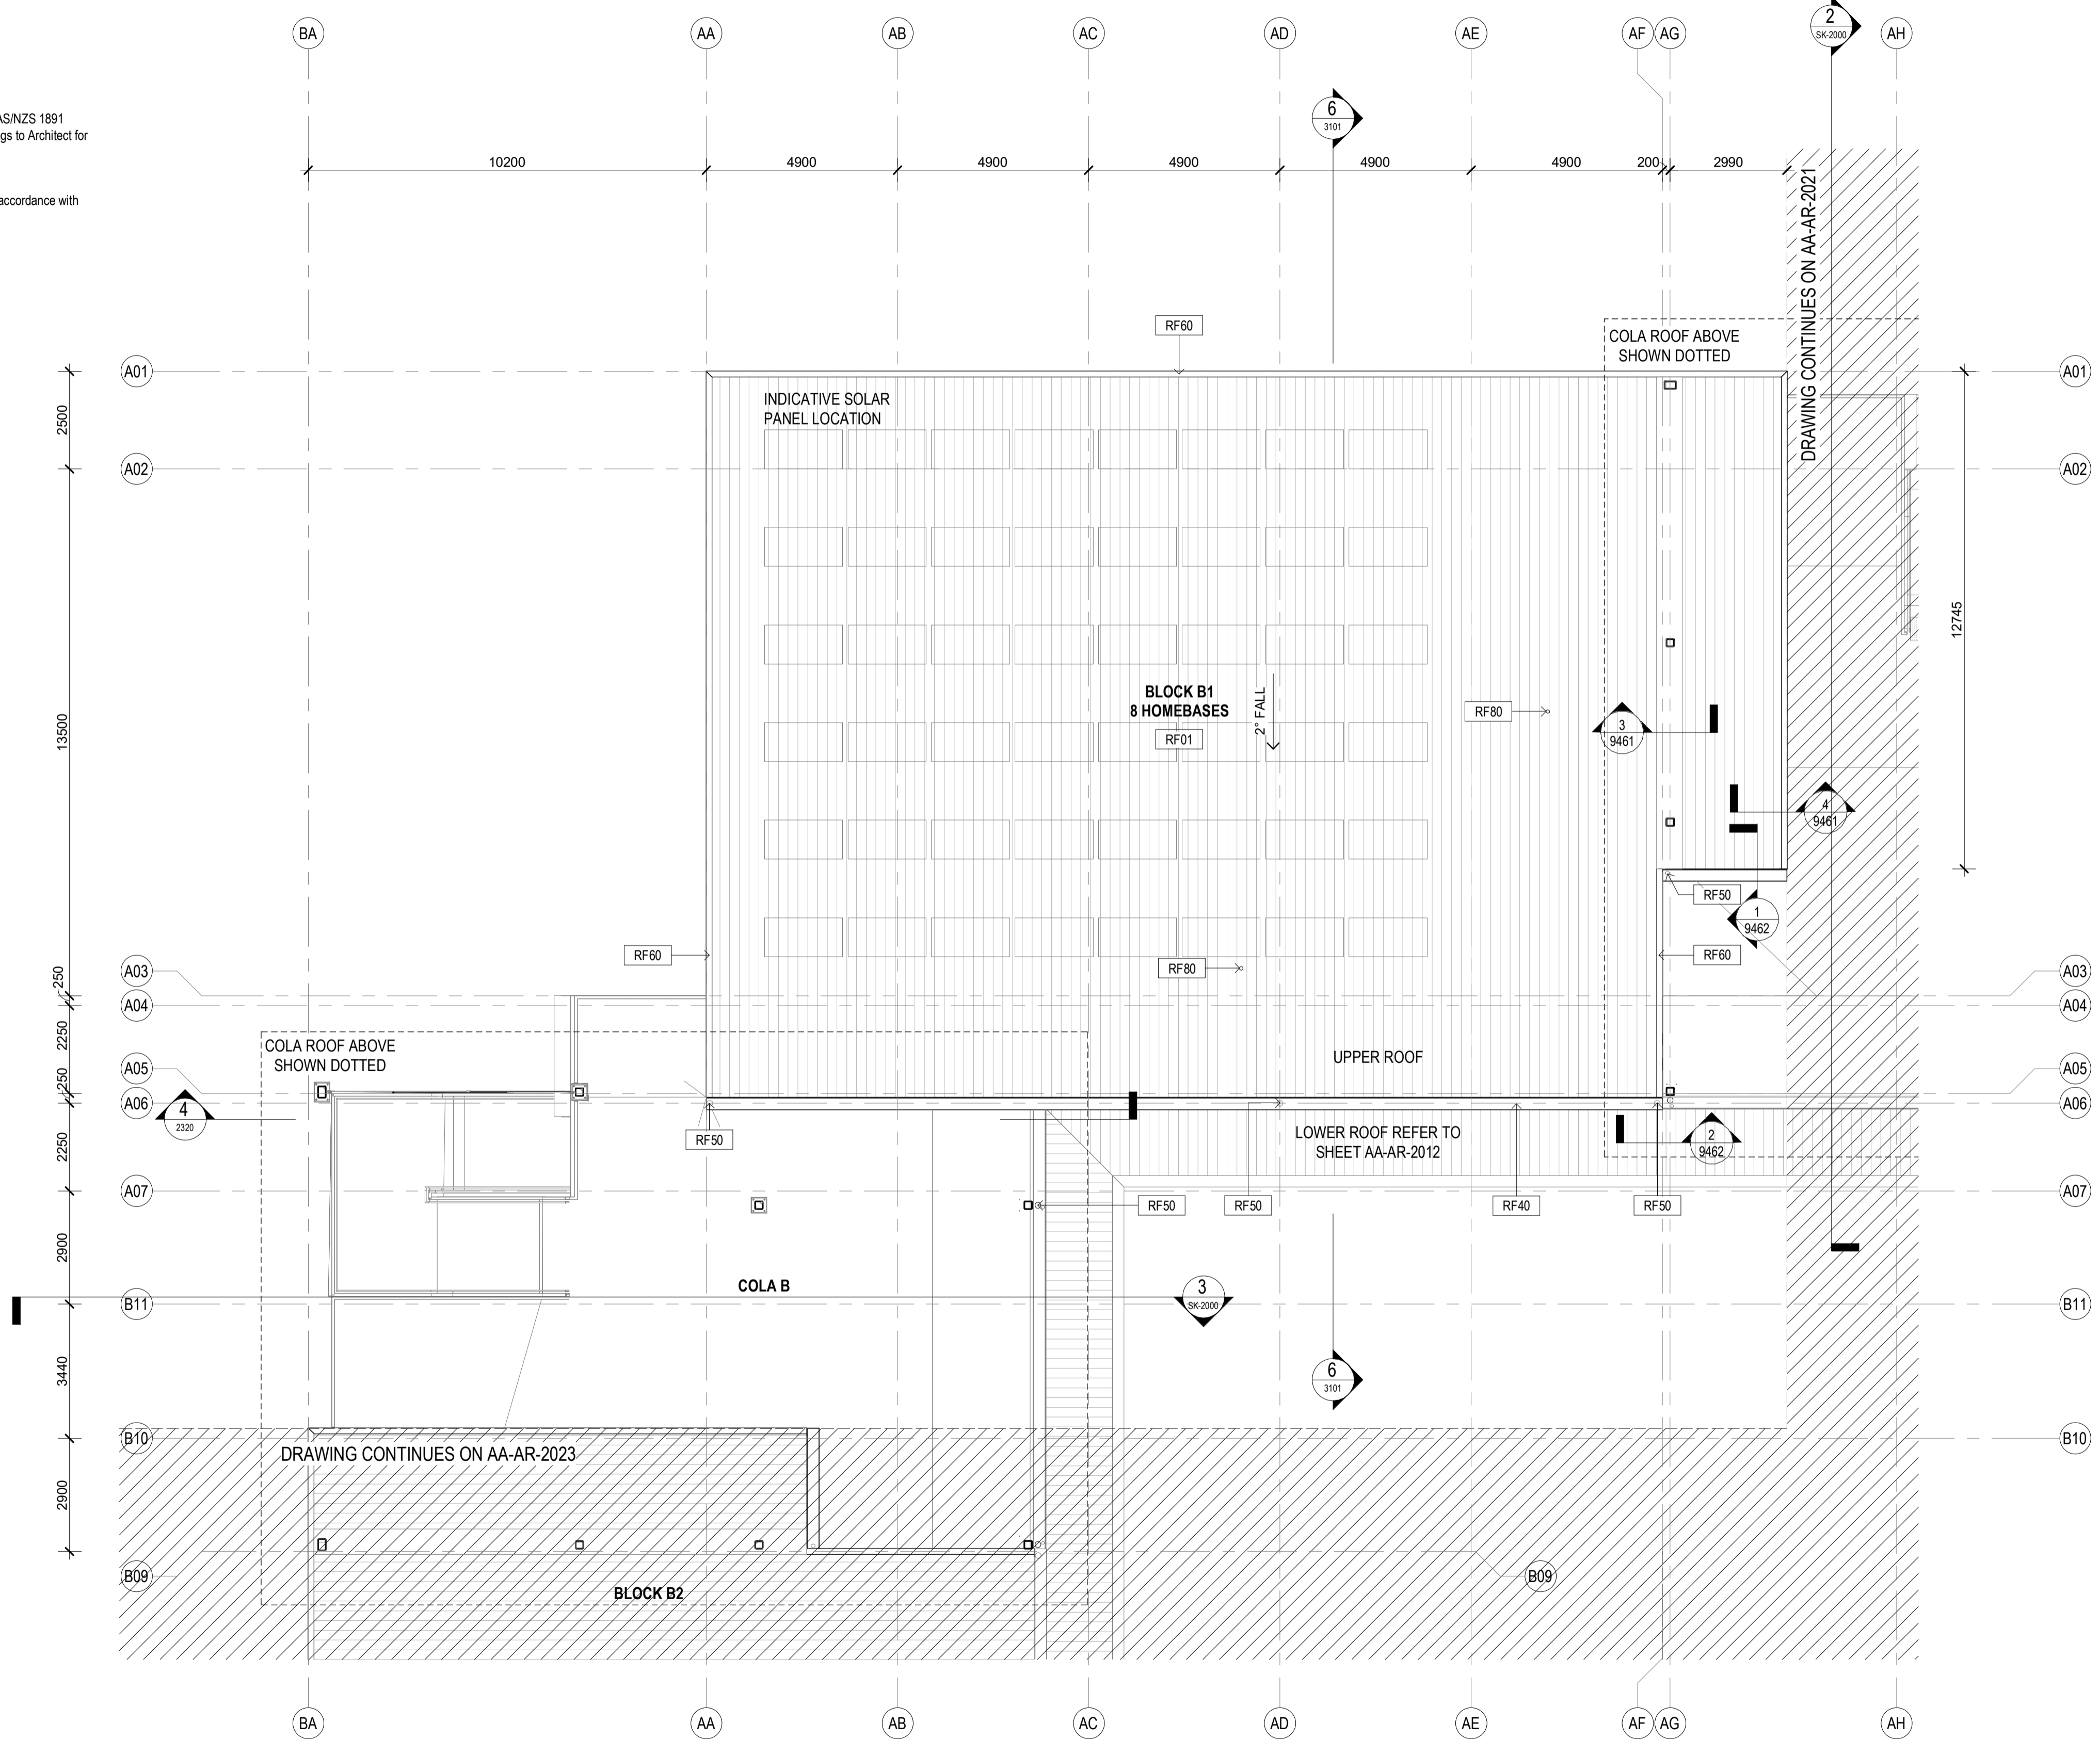 BA
AA
AB
AC
AD
AE
AF
AG
AH
2
SK-2000
AS/NZS 1891
gs to Architect for
accordance with
6
3101
10200
4900
4900
4900
4900
4900
200
2990
DRAWING CONTINUES ON AA-AR-2021
RF60
COLA ROOF ABOVE
SHOWN DOTTED
A01
A01
2500
INDICATIVE SOLAR
PANEL LOCATION
A02
A02
12745
13500
BLOCK B1
8 HOMEBASES
RF01
2° FALL
RF80
3
9461
4
9461
RF50
1
9462
RF60
RF80
RF60
250
A03
A03
A04
A04
2250
COLA ROOF ABOVE
SHOWN DOTTED
UPPER ROOF
A05
A05
250
A06
A06
4
2320
RF50
LOWER ROOF REFER TO
SHEET AA-AR-2012
2
9462
2250
A07
A07
RF50
RF50
RF40
RF50
2900
COLA B
3
SK-2000
B11
B11
3440
6
3101
B10
B10
DRAWING CONTINUES ON AA-AR-2023
2900
B09
B09
BLOCK B2
BA
AA
AB
AC
AD
AE
AF
AG
AH